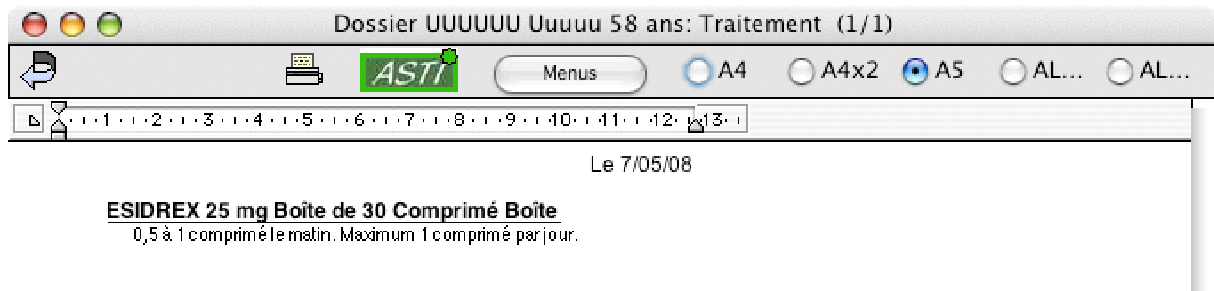 Dossier UUUUUU Uuuuu 58 ans: Traitement (1/1)
ASTI Menus A4 A4x2 A5 AL... AL...
1 2 3 4 5 6 7 8 9 10 11 12 13
Le 7/05/08
ESIDREX 25 mg Boîte de 30 Comprimé Boîte
0,5 à 1 comprimé le matin. Maximum 1 comprimé par jour.